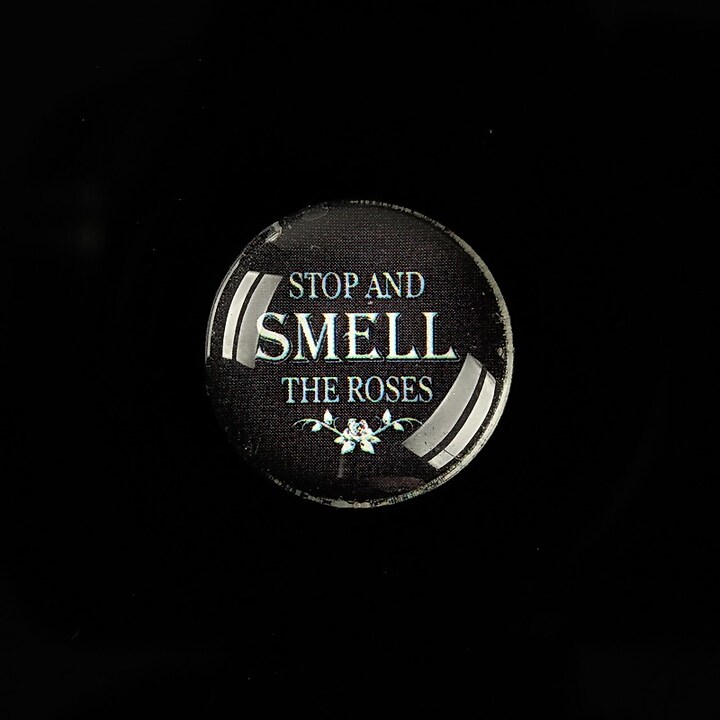 STOP AND
SMELL
THE ROSES